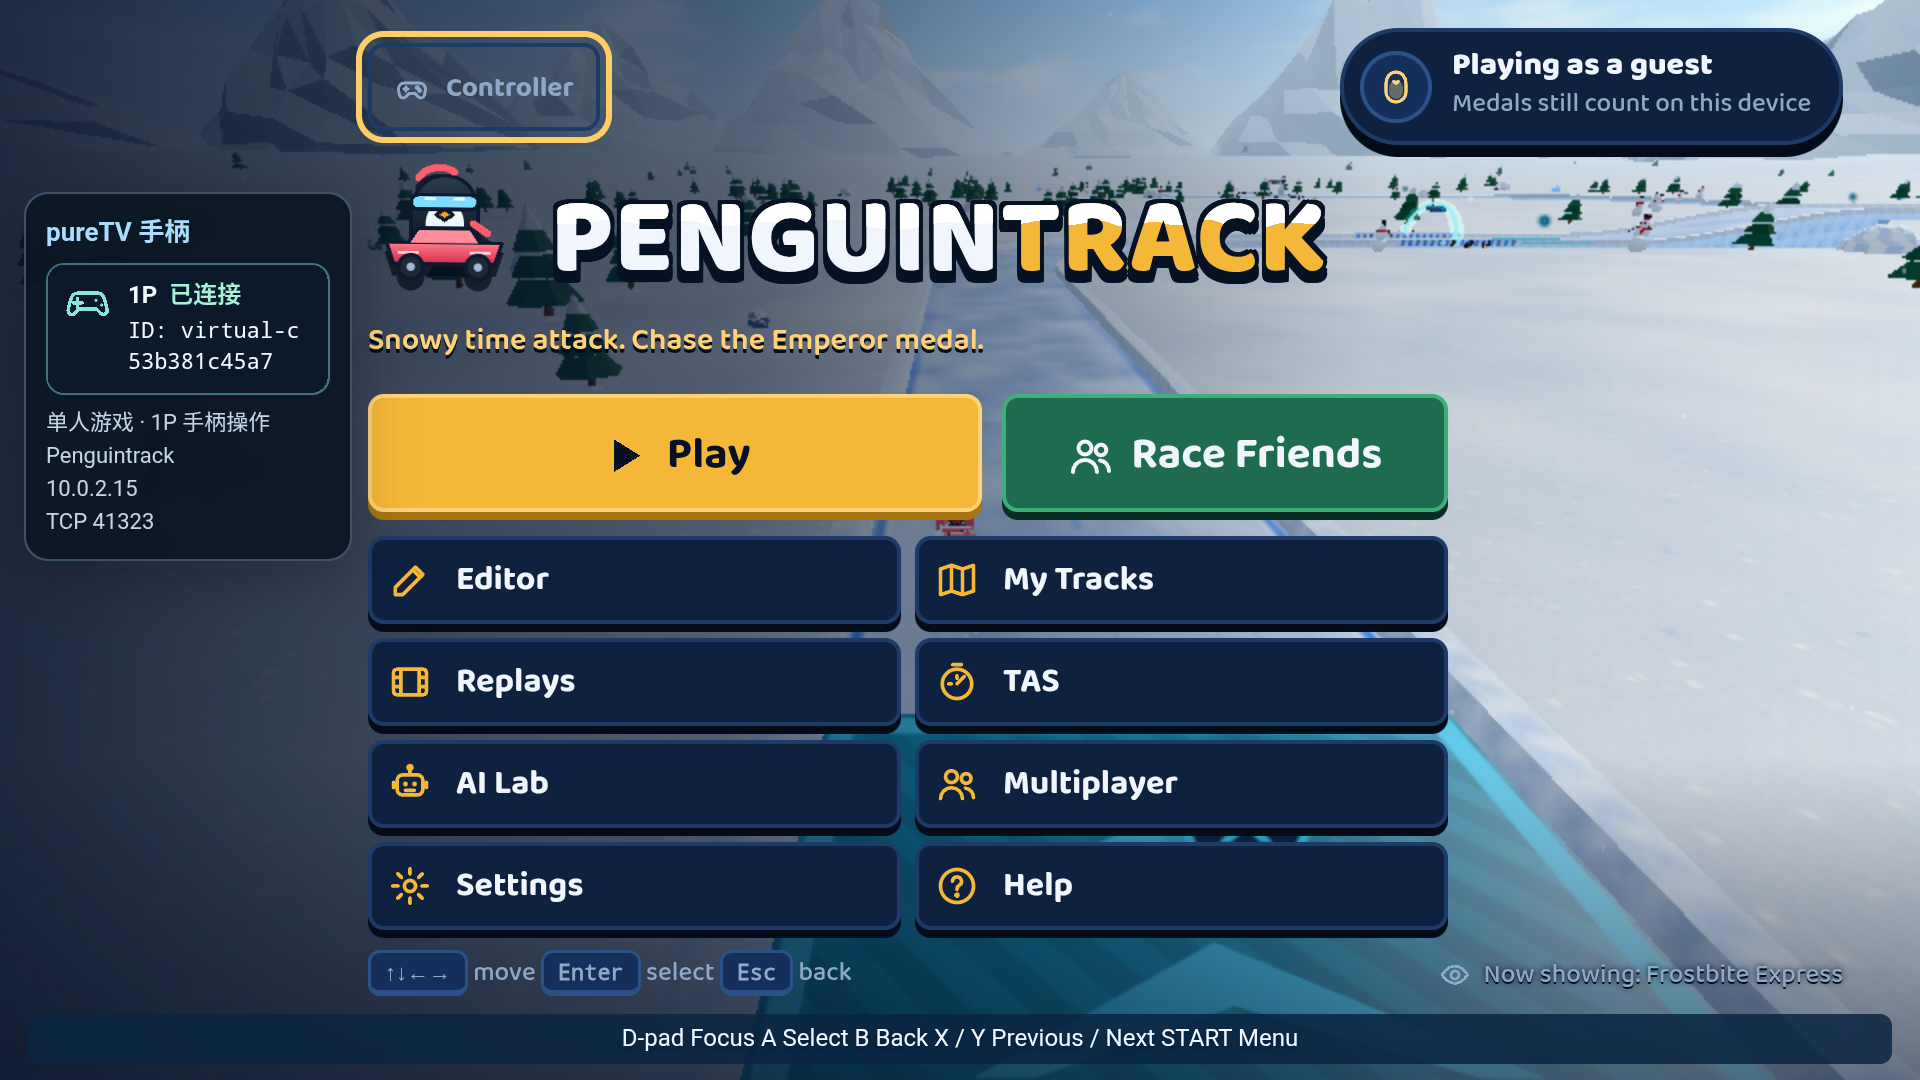 Controller
Playing as a guest
Medals still count on this device
pureTV 手柄
1P 已连接
ID: virtual-c
53b381c45a7
单人游戏 · 1P 手柄操作
Penguintrack
10.0.2.15
TCP 41323
PENGUINTRACK
Snowy time attack. Chase the Emperor medal.
Play
Race Friends
Editor
My Tracks
Replays
TAS
AI Lab
Multiplayer
Settings
Help
↑↓←→ move Enter select Esc back
Now showing: Frostbite Express
D-pad Focus A Select B Back X / Y Previous / Next START Menu